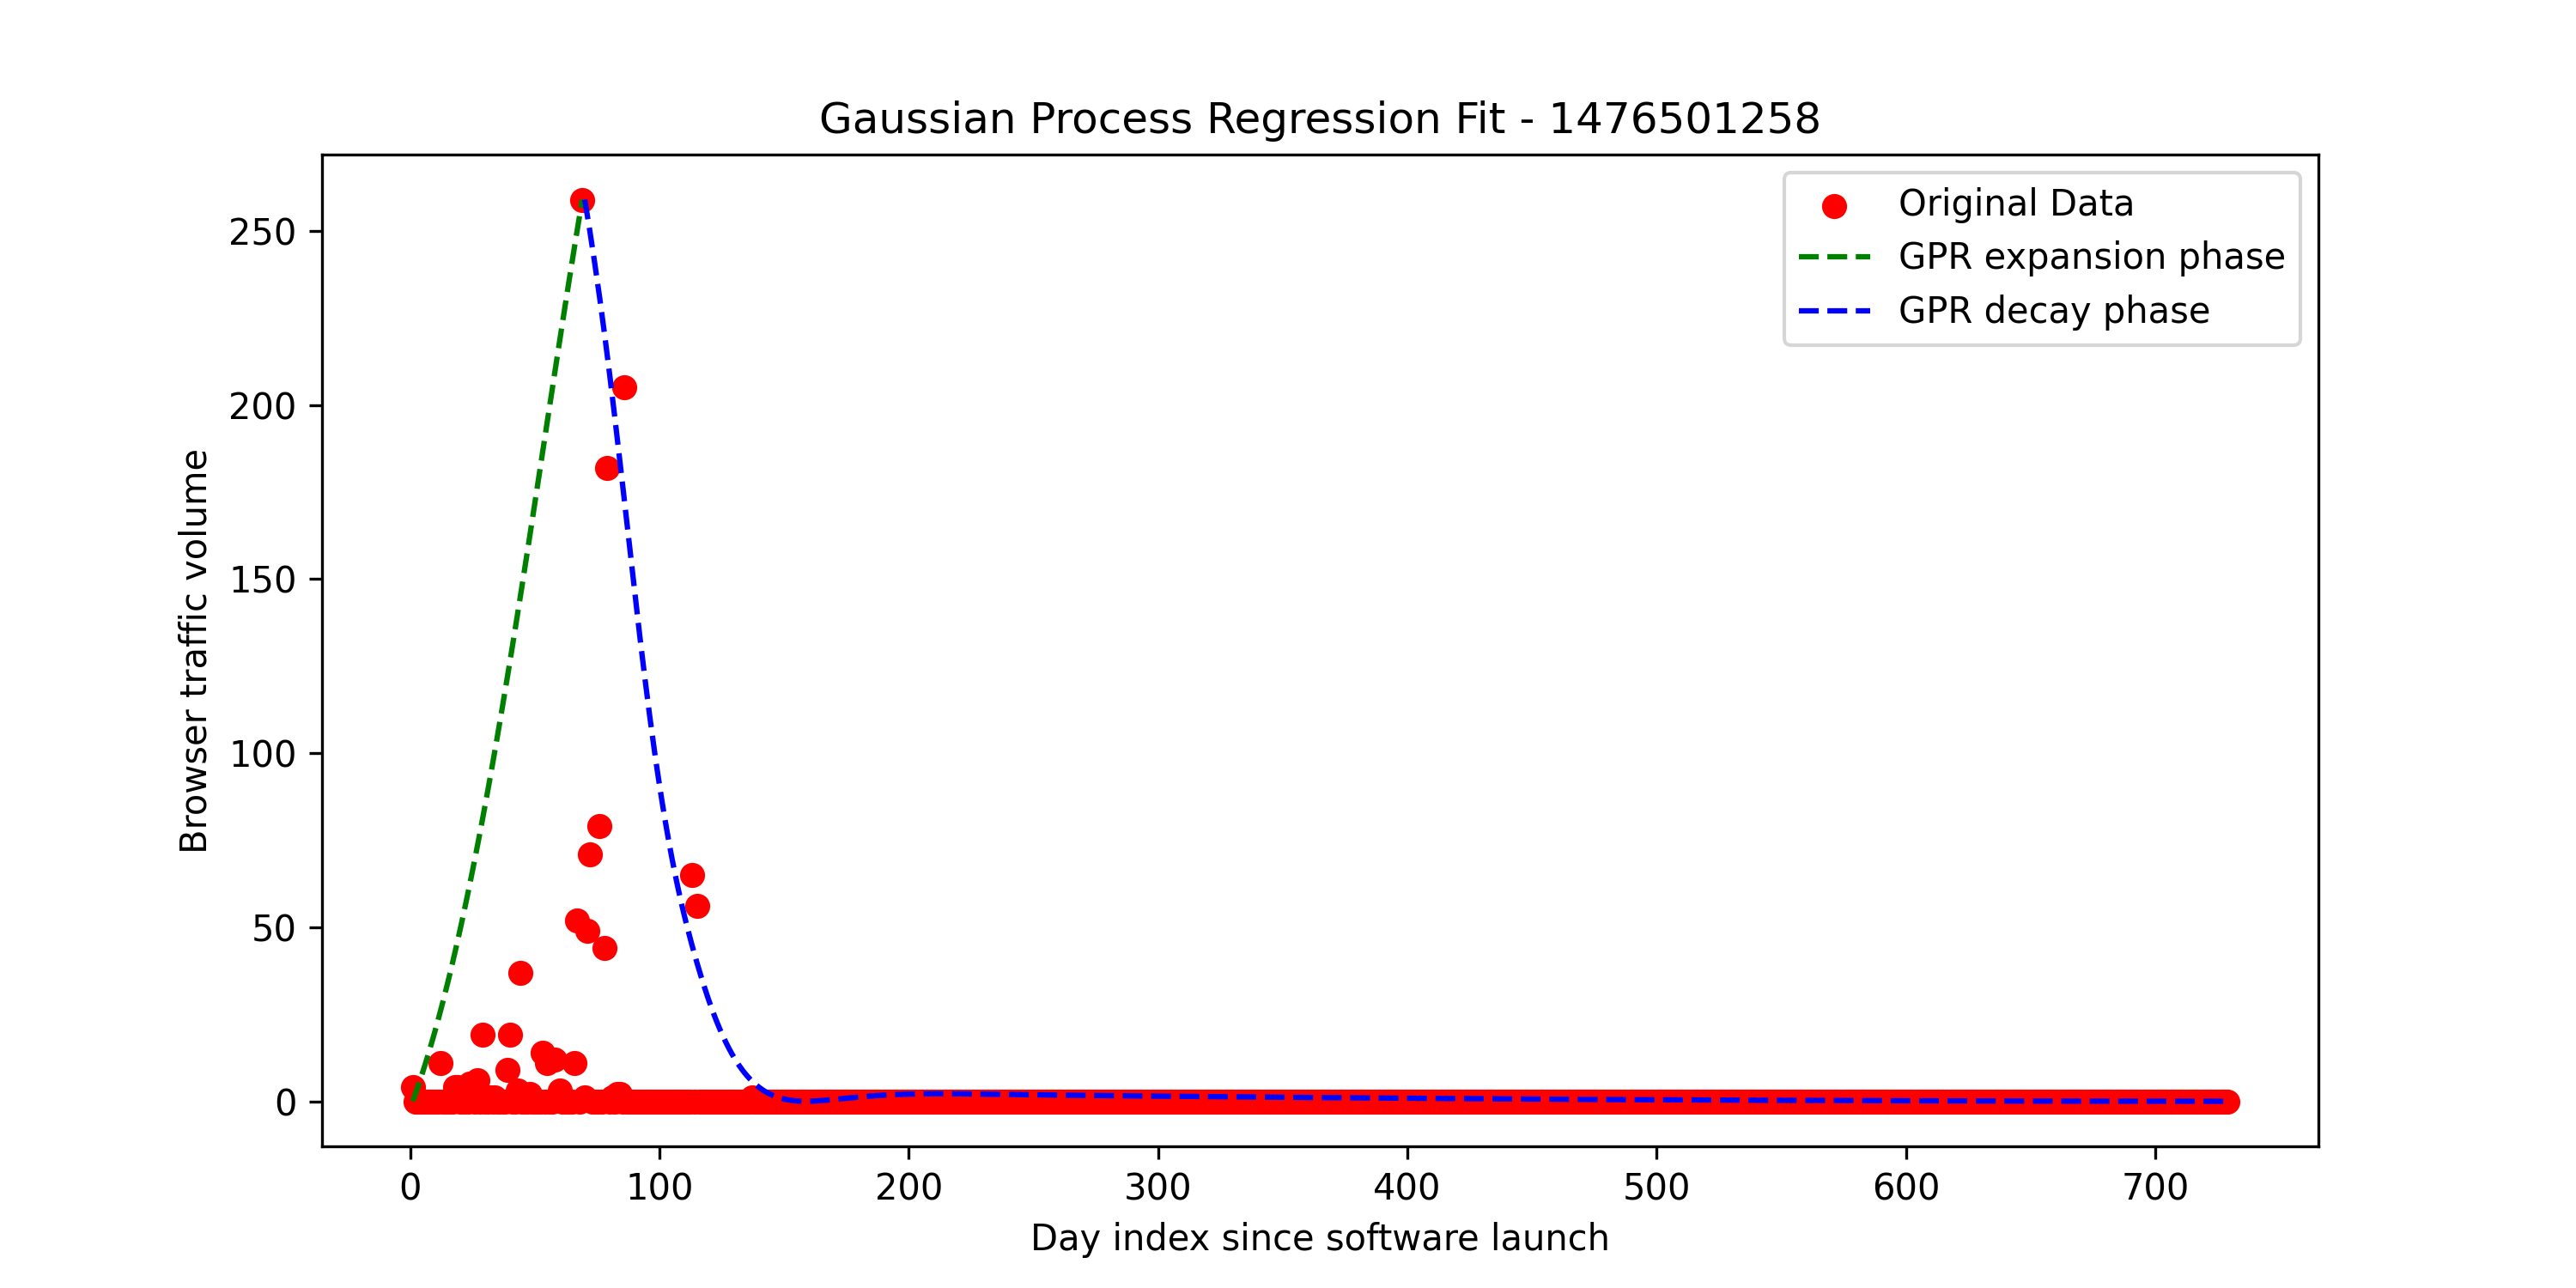 Gaussian Process Regression Fit - 1476501258
Original Data
GPR expansion phase
GPR decay phase
Browser traffic volume
250
200
150
100
50
0
0 100 200 300 400 500 600 700
Day index since software launch